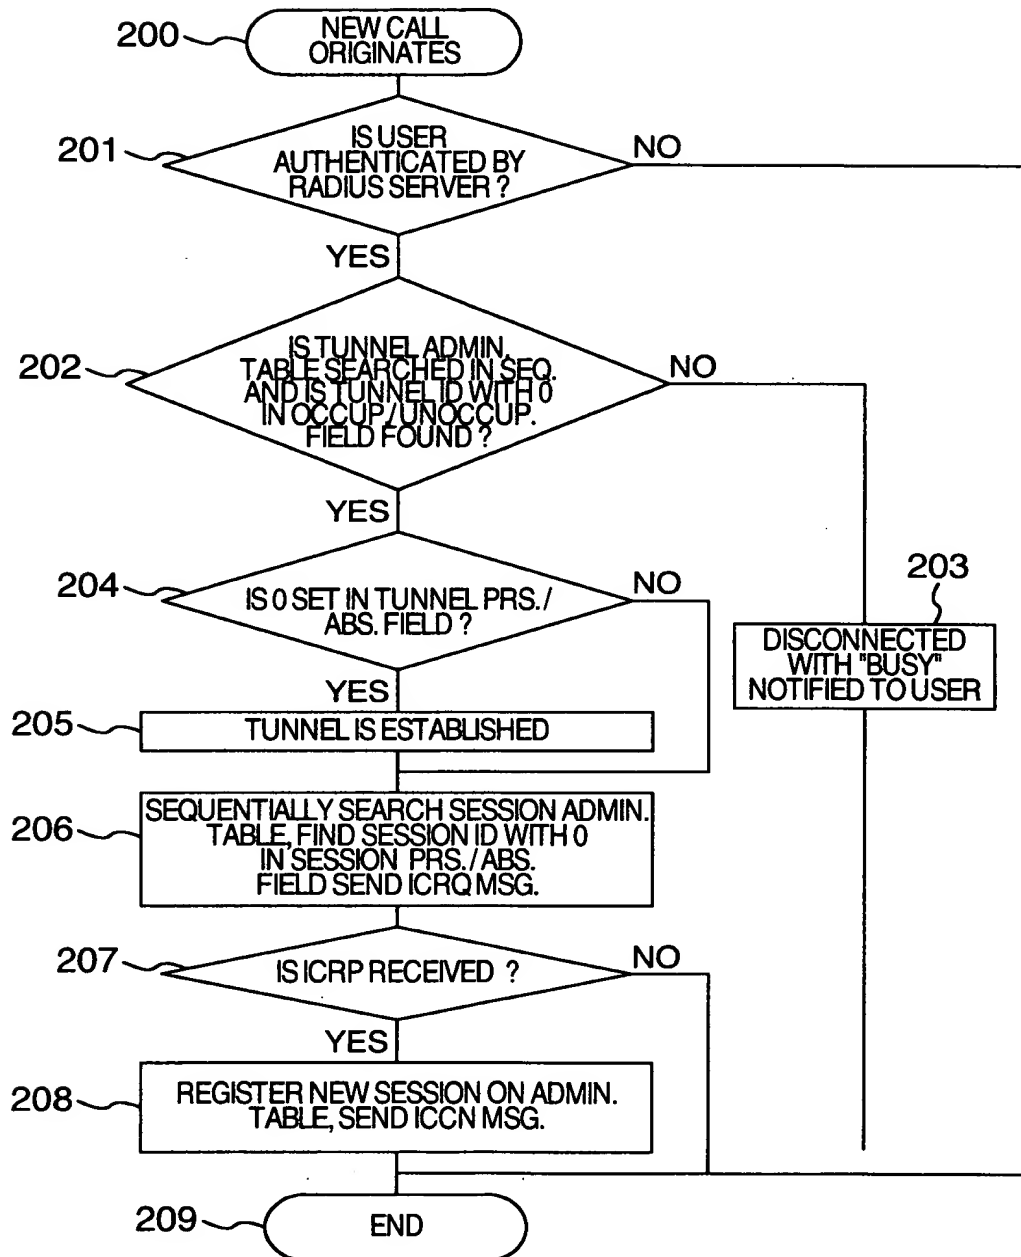 200
NEW CALL
ORIGINATES
201
IS USER
AUTHENTICATED BY
RADIUS SERVER ?
NO
YES
202
IS TUNNEL ADMIN.
TABLE SEARCHED IN SEQ.
AND IS TUNNEL ID WITH 0
IN OCCUP./UNOCCUP.
FIELD FOUND ?
NO
YES
204
IS 0 SET IN TUNNEL PRS./
ABS. FIELD ?
NO
203
DISCONNECTED
WITH "BUSY"
NOTIFIED TO USER
YES
205
TUNNEL IS ESTABLISHED
206
SEQUENTIALLY SEARCH SESSION ADMIN.
TABLE, FIND SESSION ID WITH 0
IN SESSION PRS./ABS.
FIELD SEND ICRQ MSG.
207
IS ICRP RECEIVED ?
NO
YES
208
REGISTER NEW SESSION ON ADMIN.
TABLE, SEND ICCN MSG.
209
END